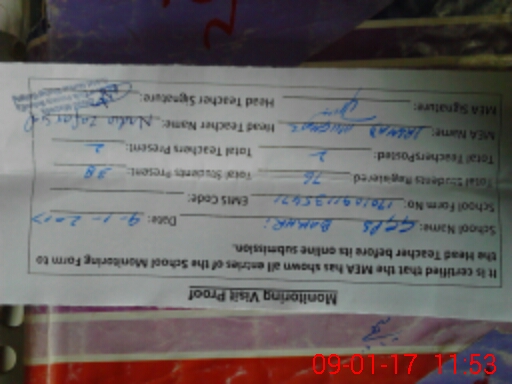 Monitoring Visit Proof
It is certified that the MEA has shown all entries of the School Monitoring Form to
the Head Teacher before its online submission.
School Name: GGPS Date: 9-1-2017
School Form No: EMIS Code:
Total Students Registered 76 Total Students Present: 38
Total TeachersPosted: 2 Total Teachers Present: 2
MEA Name: Head Teacher Name: Nadia
MEA Signature: Head Teacher Signature:
09-01-17 11:53